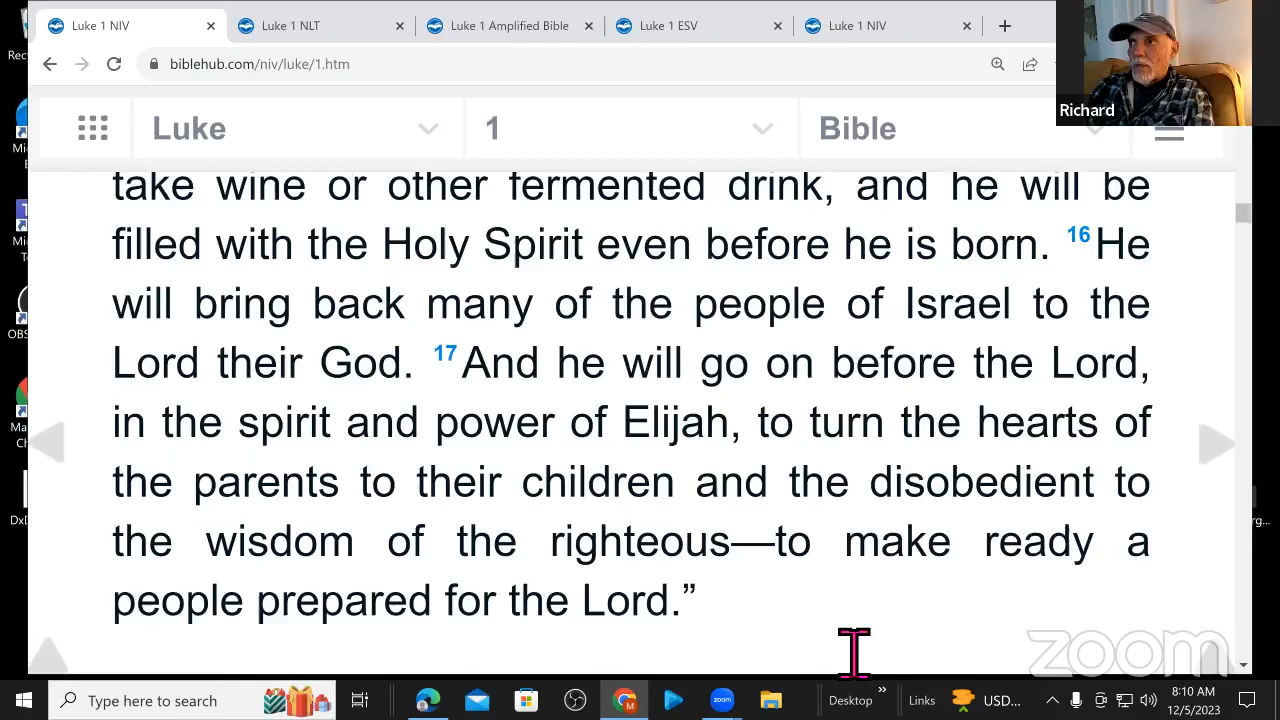 Luke 1 NIV
Luke 1 NLT
Luke 1 Amplified Bible
Luke 1 ESV
Luke 1 NIV
biblehub.com/niv/luke/1.htm
Richard
Luke
1
Bible
take wine or other fermented drink, and he will be
filled with the Holy Spirit even before he is born. 16 He
will bring back many of the people of Israel to the
Lord their God. 17 And he will go on before the Lord,
in the spirit and power of Elijah, to turn the hearts of
the parents to their children and the disobedient to
the wisdom of the righteous—to make ready a
people prepared for the Lord.”
zoom
Type here to search
zoom
Desktop
Links
USD...
8:10 AM
12/5/2023